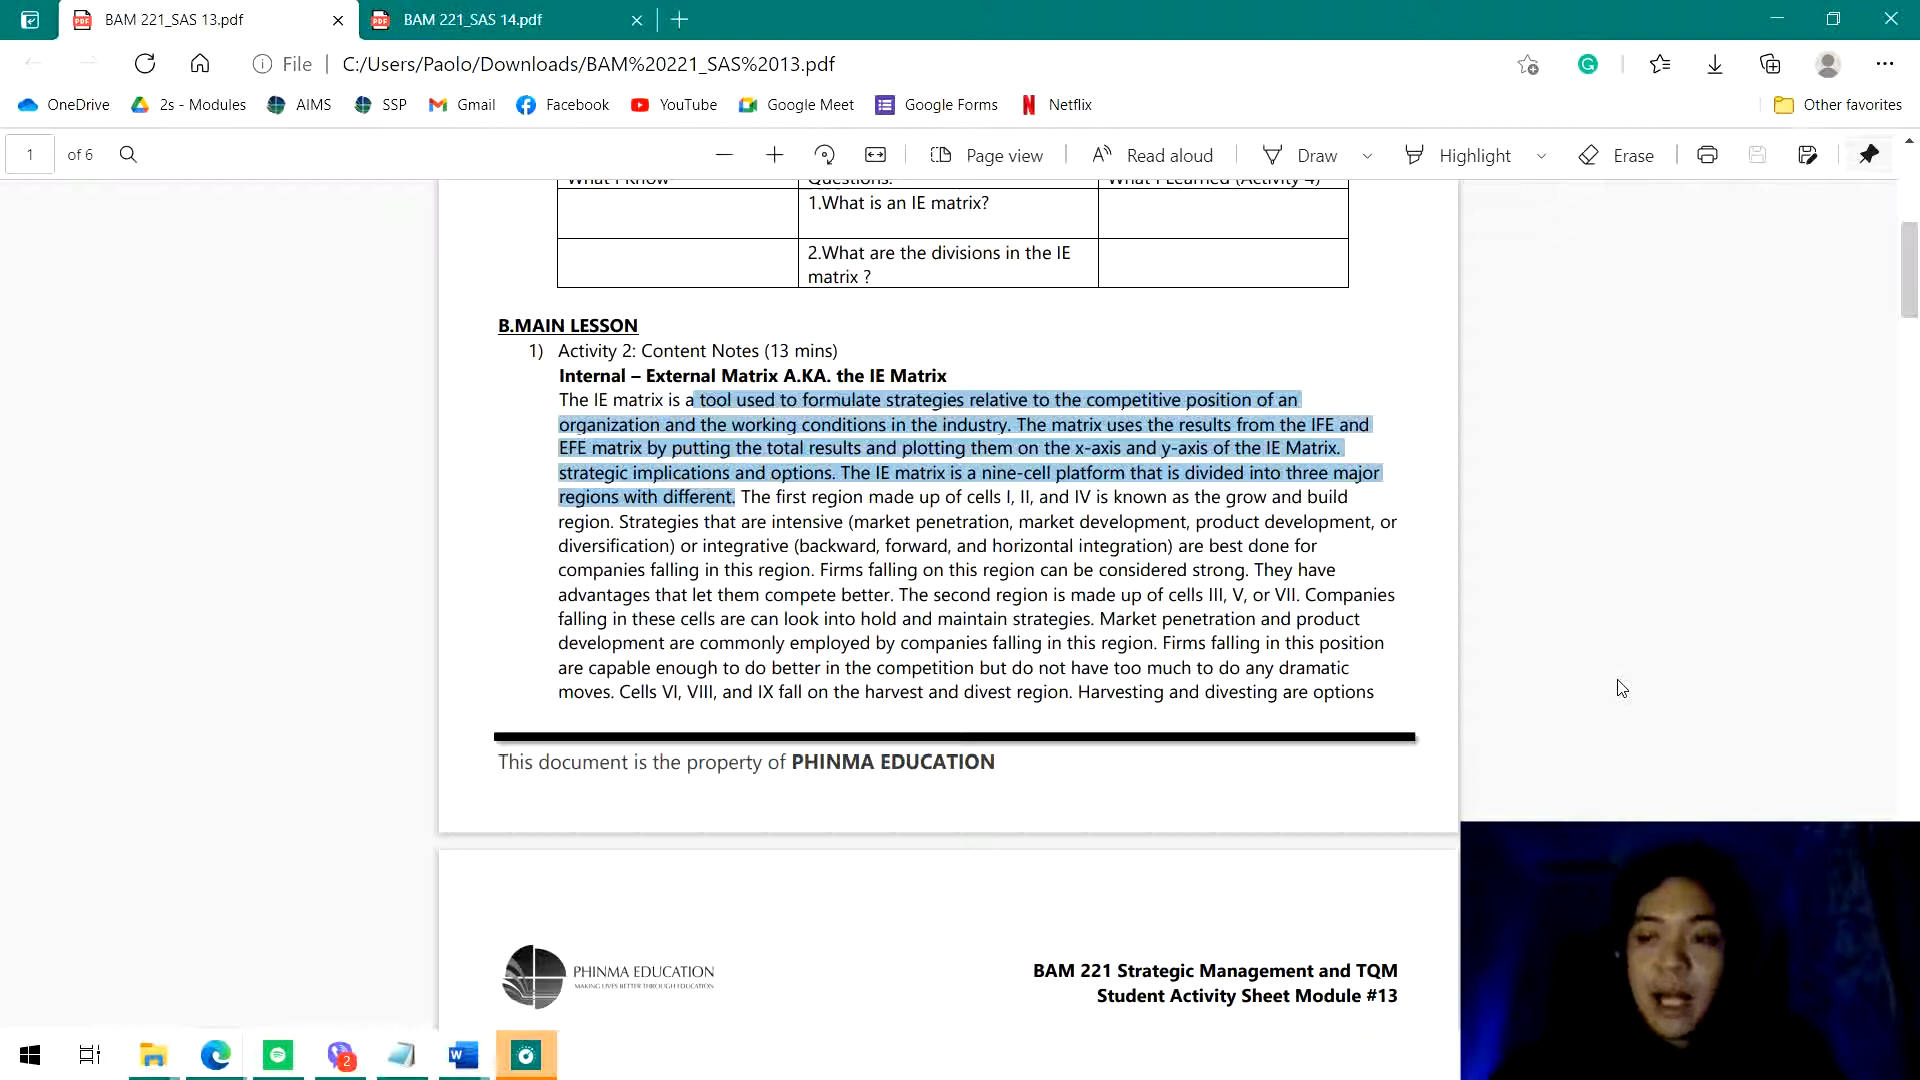 BAM 221_SAS 13.pdf
BAM 221_SAS 14.pdf
File
C:/Users/Paolo/Downloads/BAM%20221_SAS%2013.pdf
OneDrive
2s - Modules
AIMS
SSP
Gmail
Facebook
YouTube
Google Meet
Google Forms
Netflix
Other favorites
1 of 6
Page view
Read aloud
Draw
Highlight
Erase
What I Know Questions: What I Learned (Activity 4)
1.What is an IE matrix?
2.What are the divisions in the IE
matrix ?
B.MAIN LESSON
1) Activity 2: Content Notes (13 mins)
Internal – External Matrix A.KA. the IE Matrix
The IE matrix is a tool used to formulate strategies relative to the competitive position of an
organization and the working conditions in the industry. The matrix uses the results from the IFE and
EFE matrix by putting the total results and plotting them on the x-axis and y-axis of the IE Matrix.
strategic implications and options. The IE matrix is a nine-cell platform that is divided into three major
regions with different. The first region made up of cells I, II, and IV is known as the grow and build
region. Strategies that are intensive (market penetration, market development, product development, or
diversification) or integrative (backward, forward, and horizontal integration) are best done for
companies falling in this region. Firms falling on this region can be considered strong. They have
advantages that let them compete better. The second region is made up of cells III, V, or VII. Companies
falling in these cells are can look into hold and maintain strategies. Market penetration and product
development are commonly employed by companies falling in this region. Firms falling in this position
are capable enough to do better in the competition but do not have too much to do any dramatic
moves. Cells VI, VIII, and IX fall on the harvest and divest region. Harvesting and divesting are options
This document is the property of PHINMA EDUCATION
PHINMA EDUCATION
MAKING LIVES BETTER THROUGH EDUCATION
BAM 221 Strategic Management and TQM
Student Activity Sheet Module #13
2